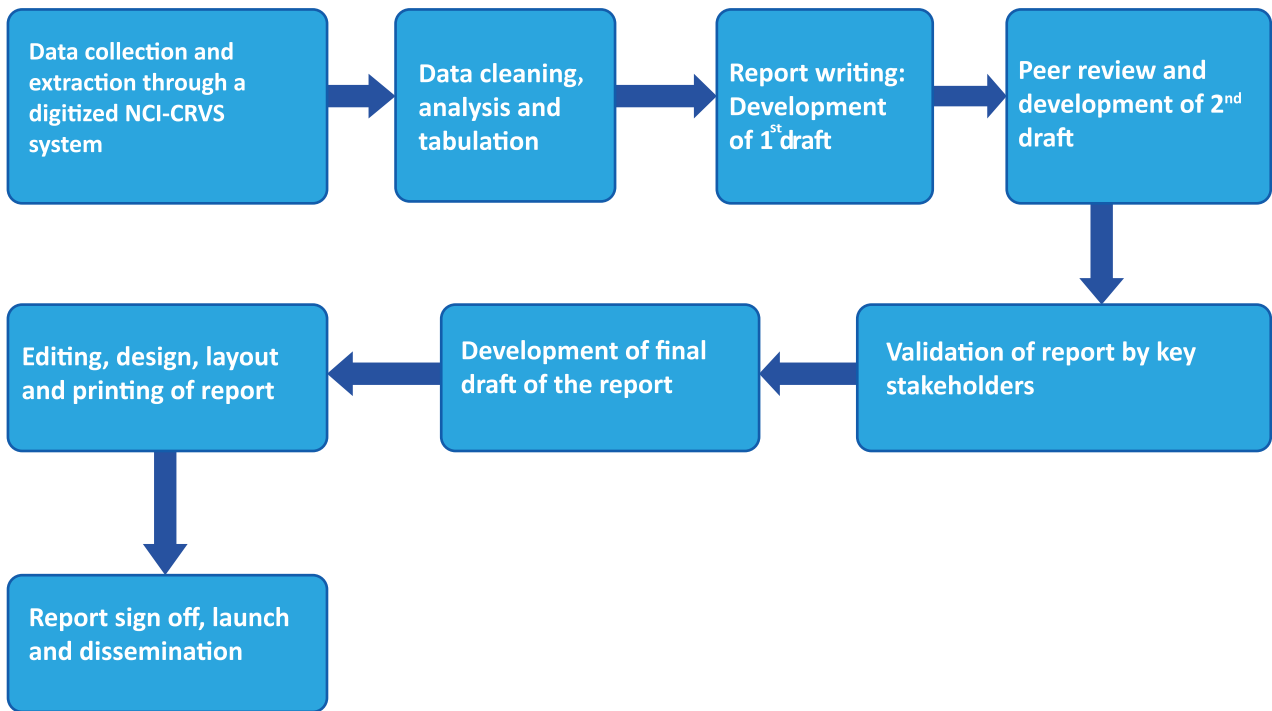 Data collection and
extraction through a
digitized NCI-CRVS
system
Data cleaning,
analysis and
tabulation
Report writing:
Development
of 1st draft
Peer review and
development of 2nd
draft
Validation of report by key
stakeholders
Development of final
draft of the report
Editing, design, layout
and printing of report
Report sign off, launch
and dissemination